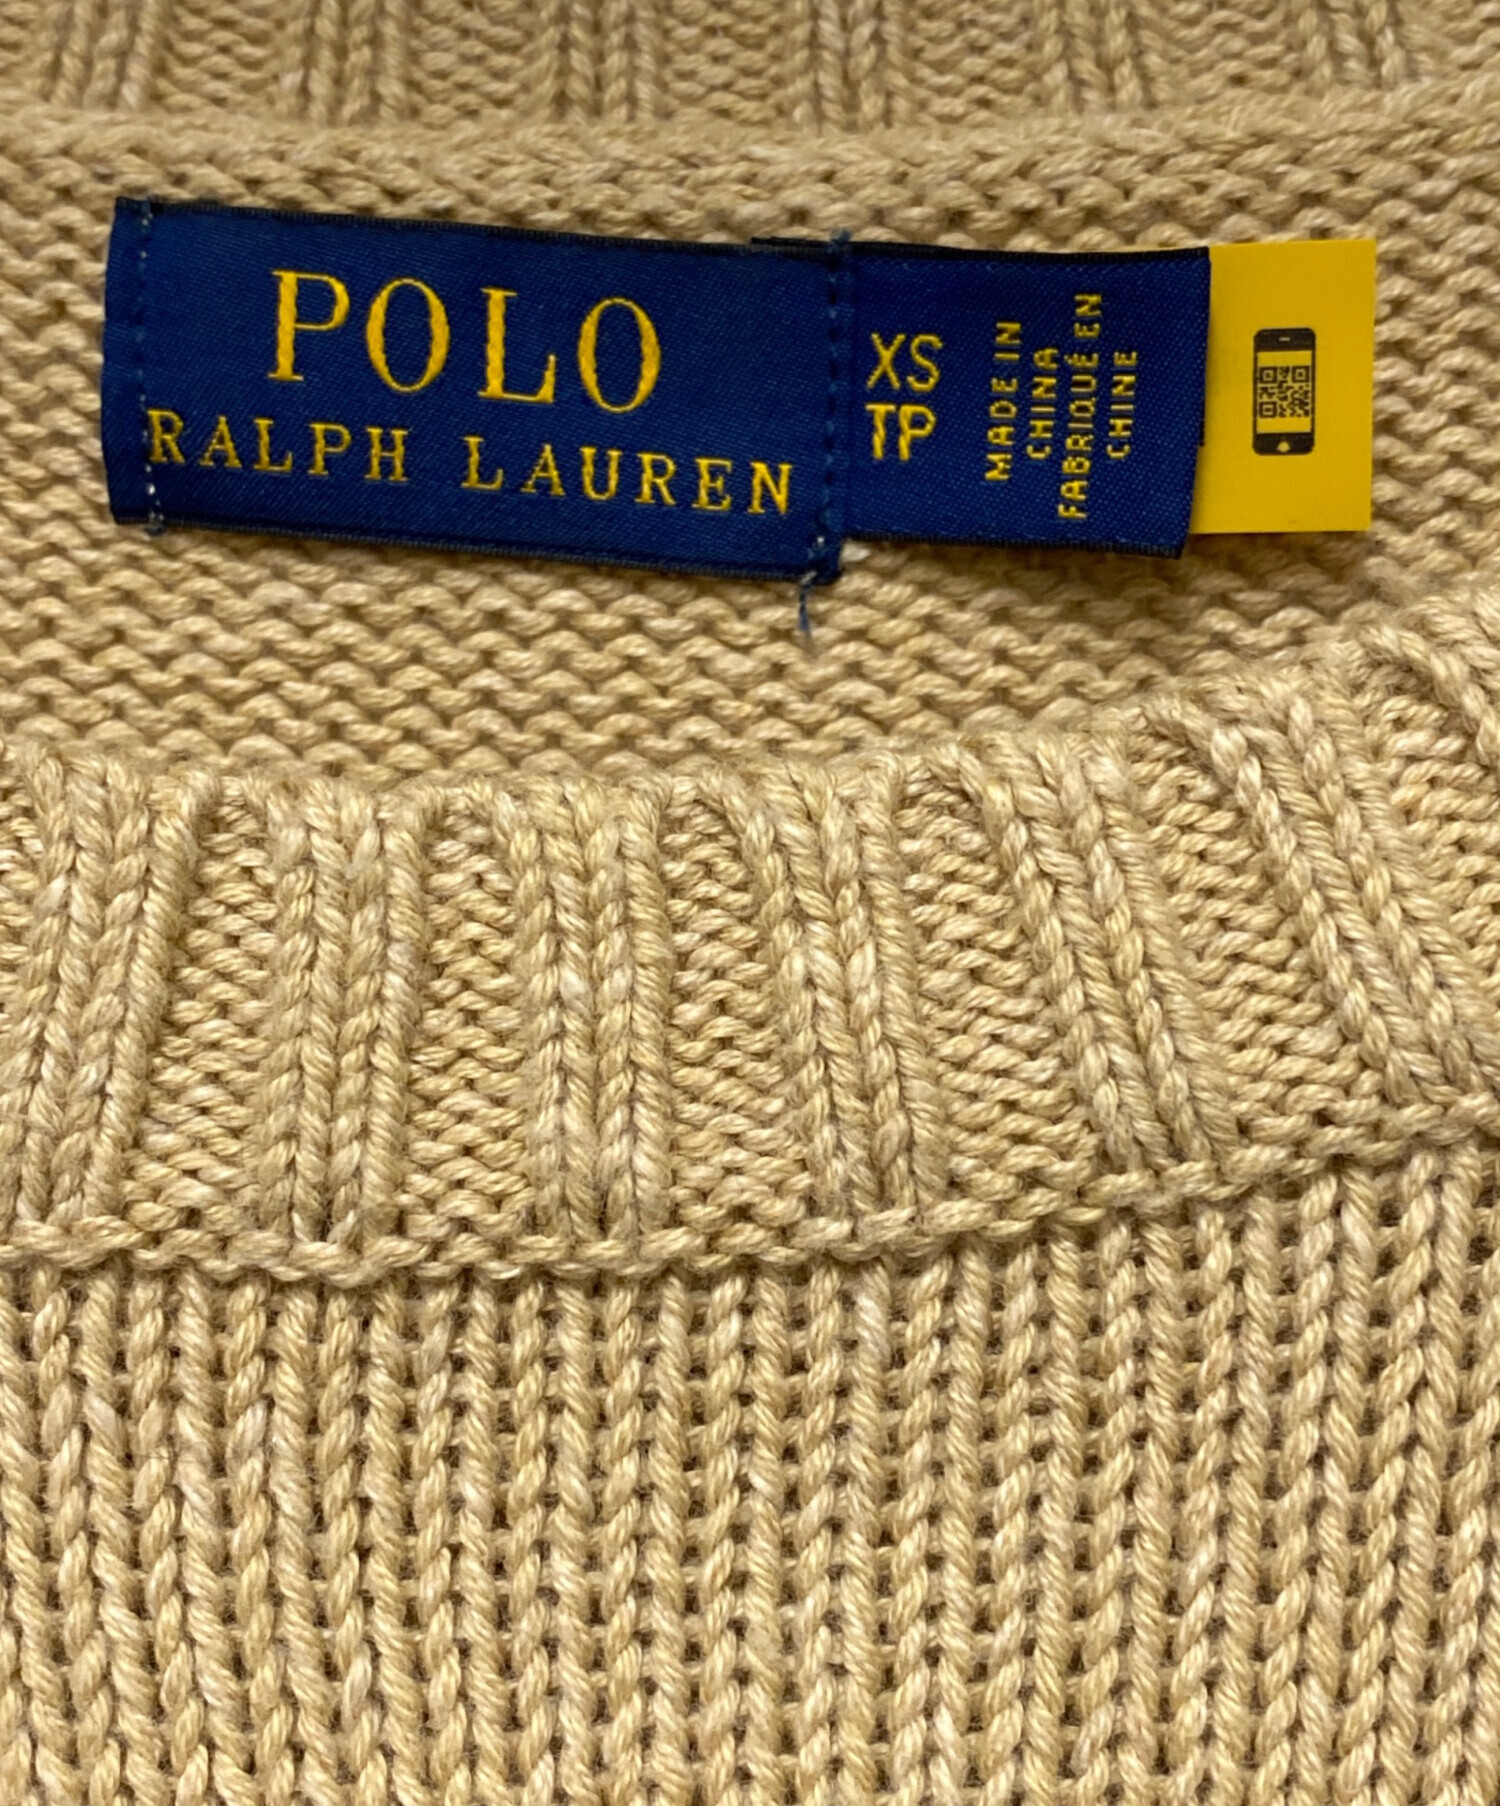 POLO
RALPH LAUREN
XS
TP
MADE IN
CHINA
FABRIQUÉ EN
CHINE